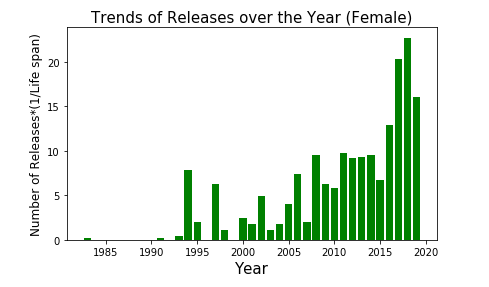 Trends of Releases over the Year (Female)
Number of Releases*(1/Life span)
20
15
10
5
0
1985 1990 1995 2000 2005 2010 2015 2020
Year